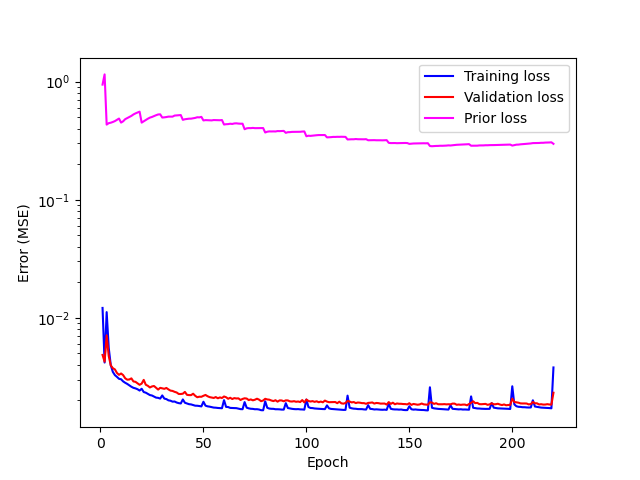 Training loss
Validation loss
Prior loss
10⁰
10⁻¹
10⁻²
Error (MSE)
0 50 100 150 200
Epoch